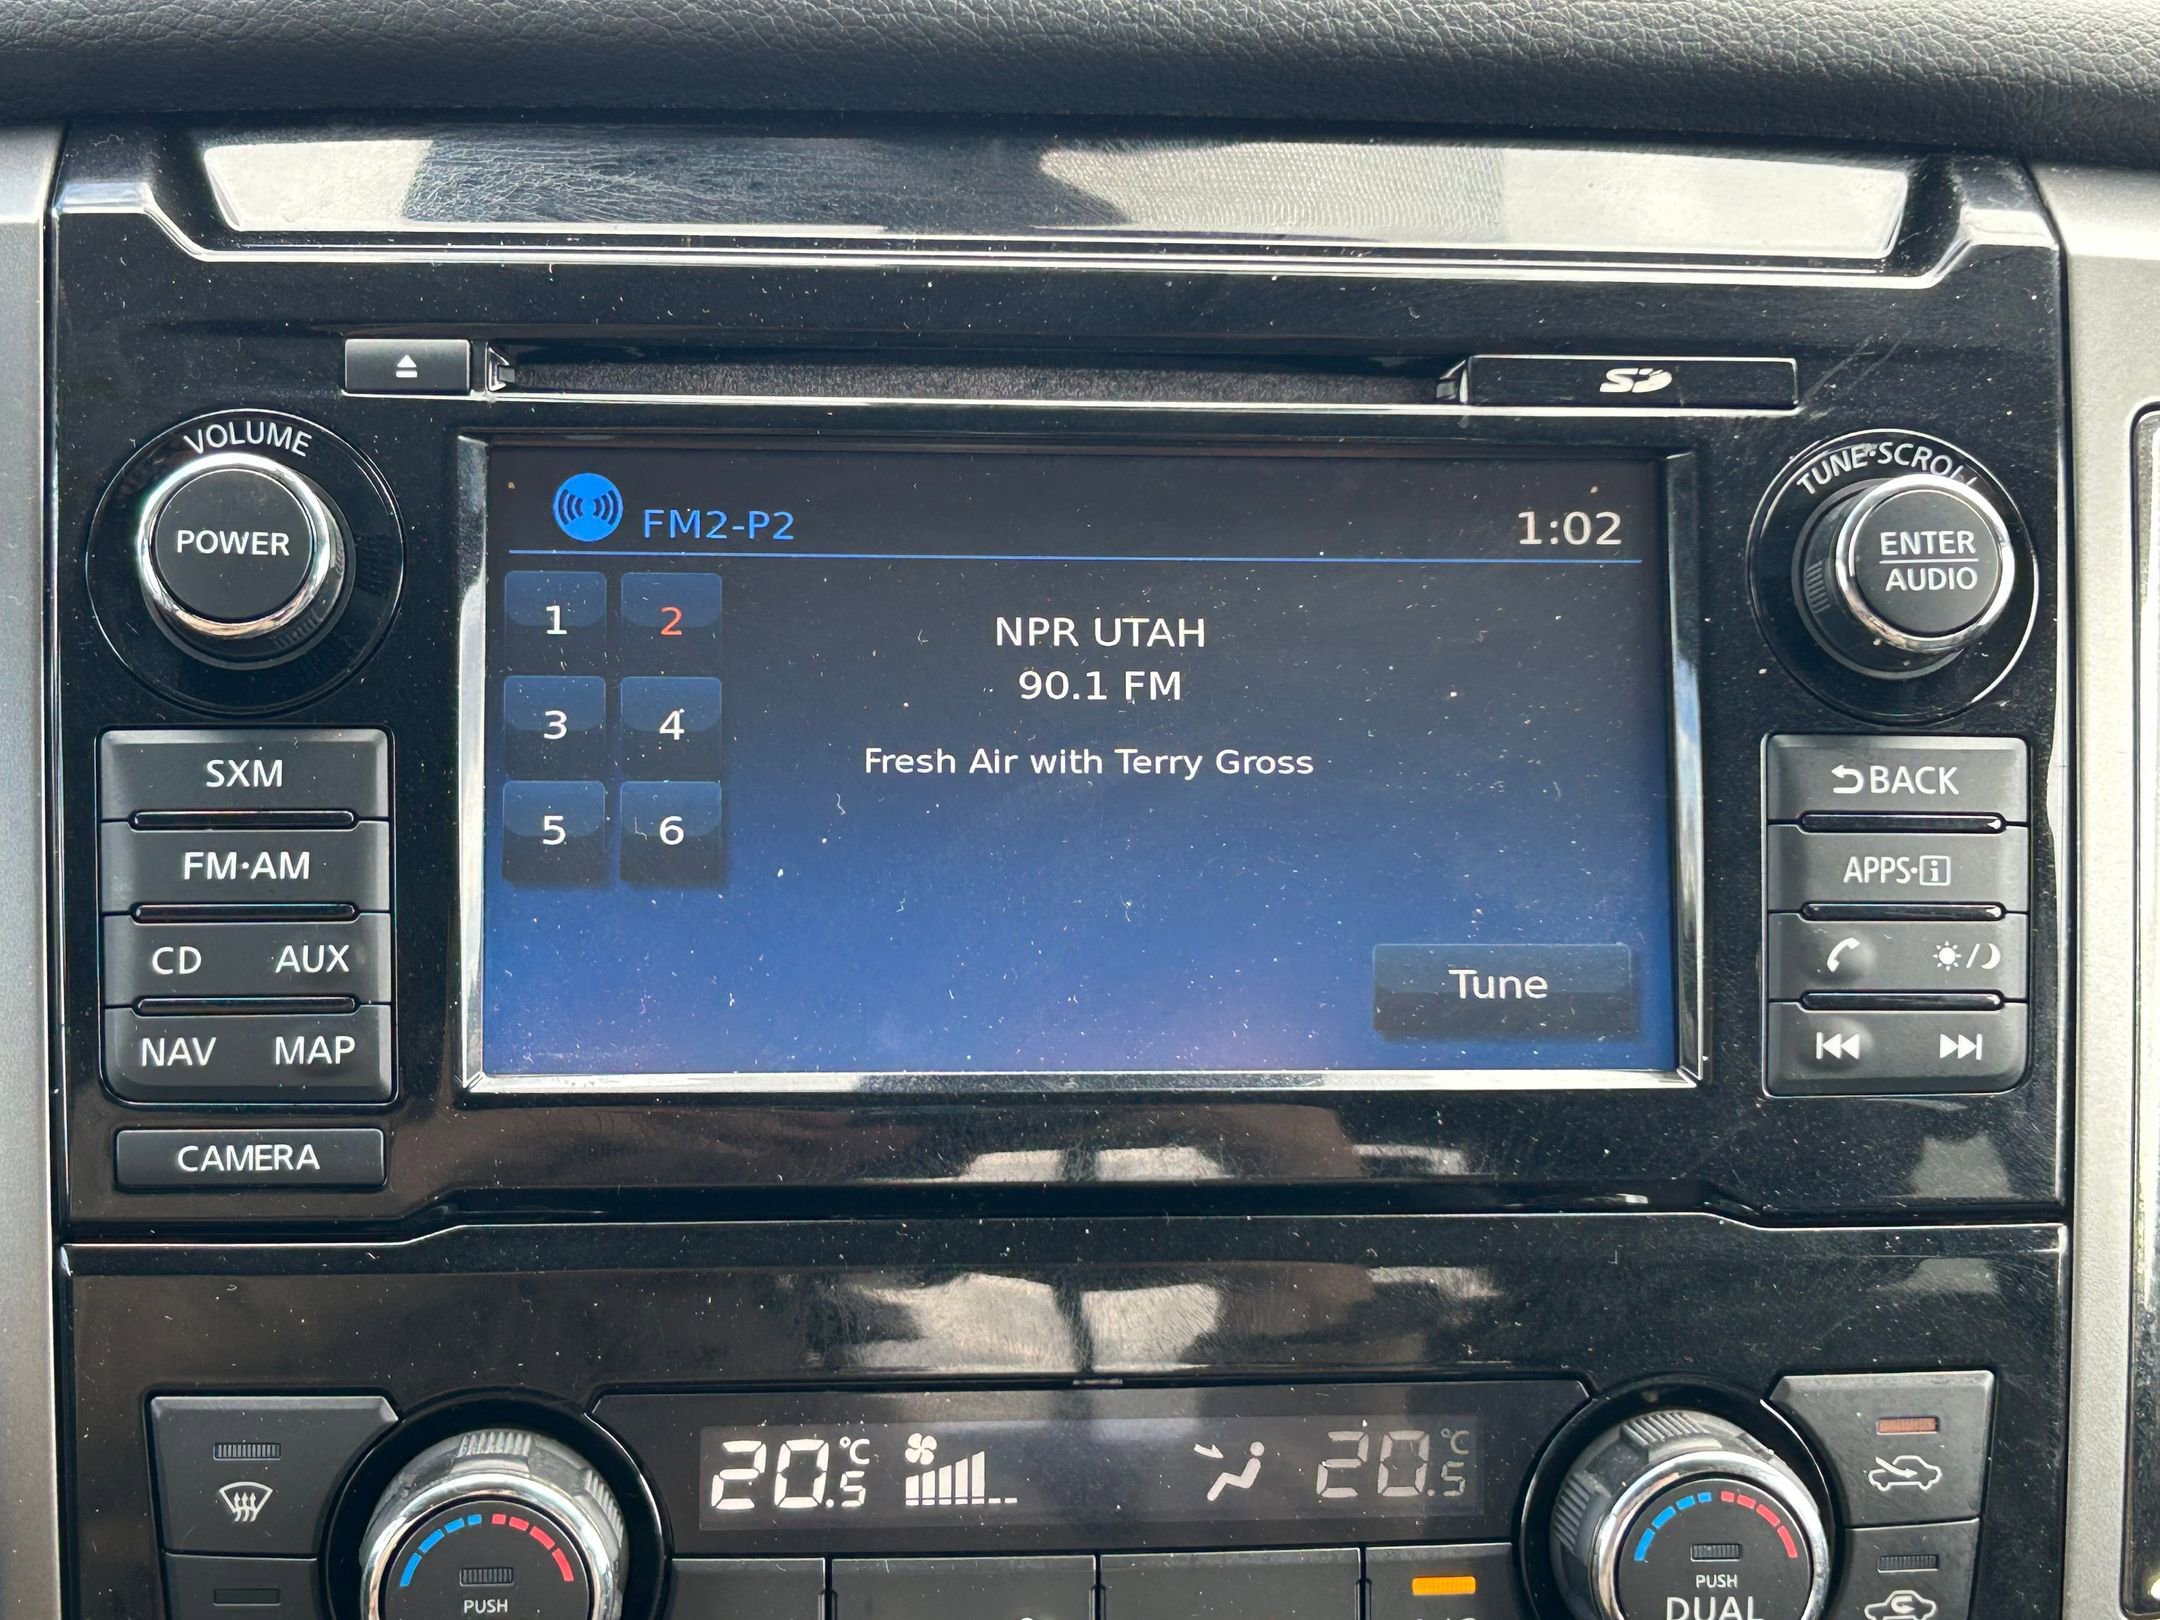 VOLUME
POWER
SXM
FM·AM
CD AUX
NAV MAP
CAMERA
SD
FM2-P2
1:02
1 2
3 4
5 6
NPR UTAH
90.1 FM
Fresh Air with Terry Gross
Tune
TUNE·SCROLL
ENTER
AUDIO
BACK
APPS·i
20.5 °C
20.5 °C
PUSH
PUSH
DUAL